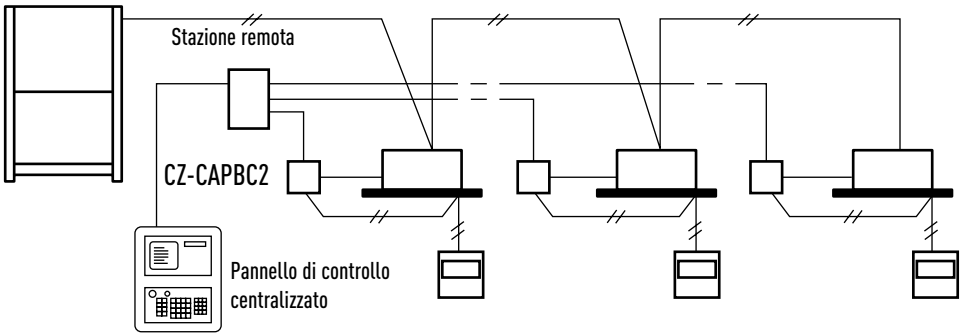 Stazione remota
CZ-CAPBC2
Pannello di controllo
centralizzato